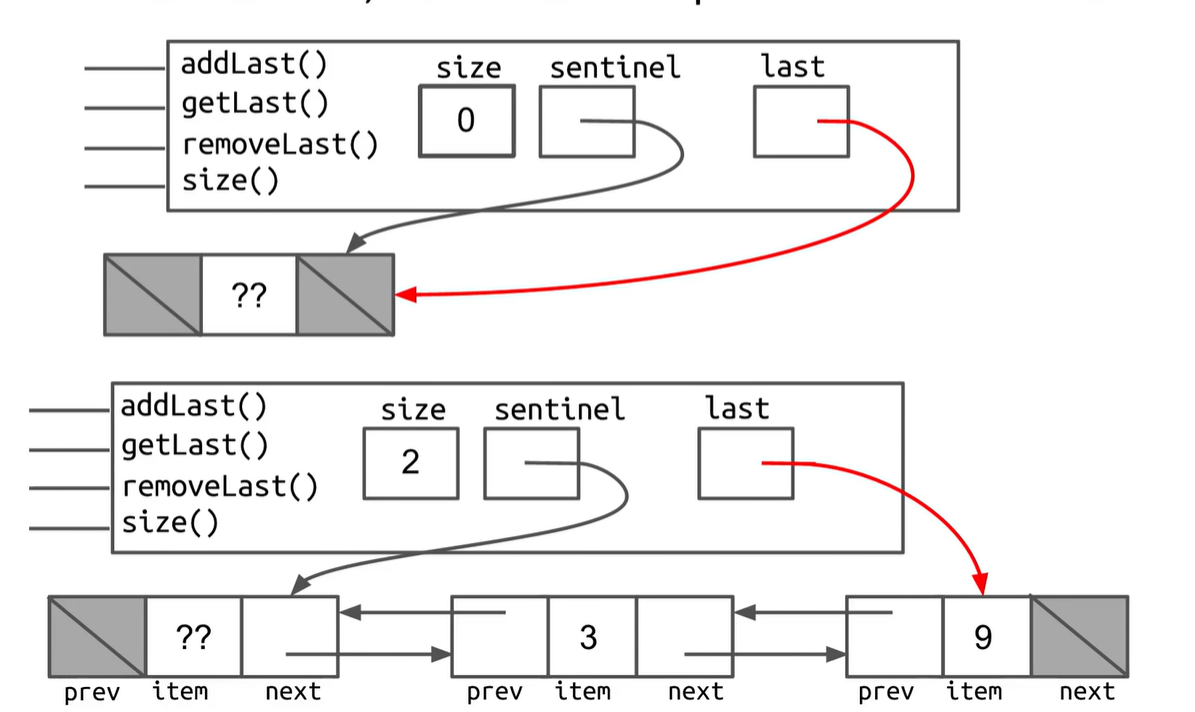 addLast()
size sentinel last
getLast()
0
removeLast()
size()
??
addLast()
size sentinel last
getLast()
2
removeLast()
size()
?? 3 9
prev item next prev item next prev item next